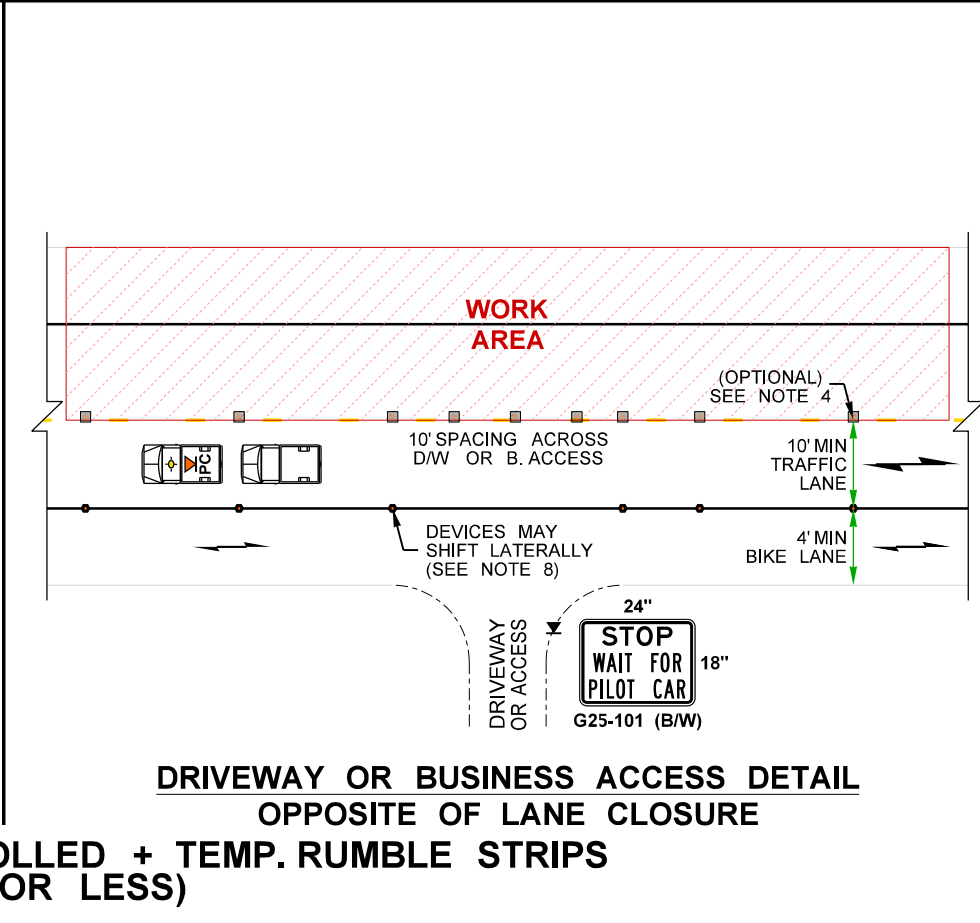 WORK
AREA
(OPTIONAL)
SEE NOTE 4
10' SPACING ACROSS
D/W OR B. ACCESS
10' MIN
TRAFFIC
LANE
PC
DEVICES MAY
SHIFT LATERALLY
(SEE NOTE 8)
4' MIN
BIKE LANE
DRIVEWAY
OR ACCESS
24"
STOP
WAIT FOR
PILOT CAR
18"
G25-101 (B/W)
DRIVEWAY OR BUSINESS ACCESS DETAIL
OPPOSITE OF LANE CLOSURE
OLLED + TEMP. RUMBLE STRIPS
OR LESS)